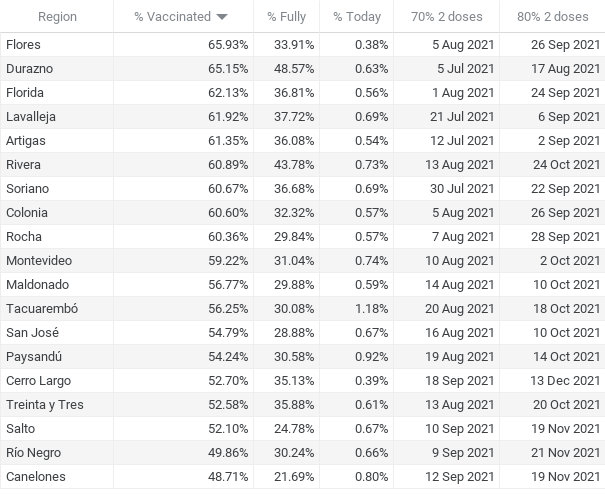 Region % Vaccinated % Fully % Today 70% 2 doses 80% 2 doses
Flores 65.93% 33.91% 0.38% 5 Aug 2021 26 Sep 2021
Durazno 65.15% 48.57% 0.63% 5 Jul 2021 17 Aug 2021
Florida 62.13% 36.81% 0.56% 1 Aug 2021 24 Sep 2021
Lavalleja 61.92% 37.72% 0.69% 21 Jul 2021 6 Sep 2021
Artigas 61.35% 36.08% 0.54% 12 Jul 2021 2 Sep 2021
Rivera 60.89% 43.78% 0.73% 13 Aug 2021 24 Oct 2021
Soriano 60.67% 36.68% 0.69% 30 Jul 2021 22 Sep 2021
Colonia 60.60% 32.32% 0.57% 5 Aug 2021 26 Sep 2021
Rocha 60.36% 29.84% 0.57% 7 Aug 2021 28 Sep 2021
Montevideo 59.22% 31.04% 0.74% 10 Aug 2021 2 Oct 2021
Maldonado 56.77% 29.88% 0.59% 14 Aug 2021 10 Oct 2021
Tacuarembó 56.25% 30.08% 1.18% 20 Aug 2021 18 Oct 2021
San José 54.79% 28.88% 0.67% 16 Aug 2021 10 Oct 2021
Paysandú 54.24% 30.58% 0.92% 19 Aug 2021 14 Oct 2021
Cerro Largo 52.70% 35.13% 0.39% 18 Sep 2021 13 Dec 2021
Treinta y Tres 52.58% 35.88% 0.61% 13 Aug 2021 20 Oct 2021
Salto 52.10% 24.78% 0.67% 10 Sep 2021 19 Nov 2021
Río Negro 49.86% 30.24% 0.66% 9 Sep 2021 21 Nov 2021
Canelones 48.71% 21.69% 0.80% 12 Sep 2021 19 Nov 2021